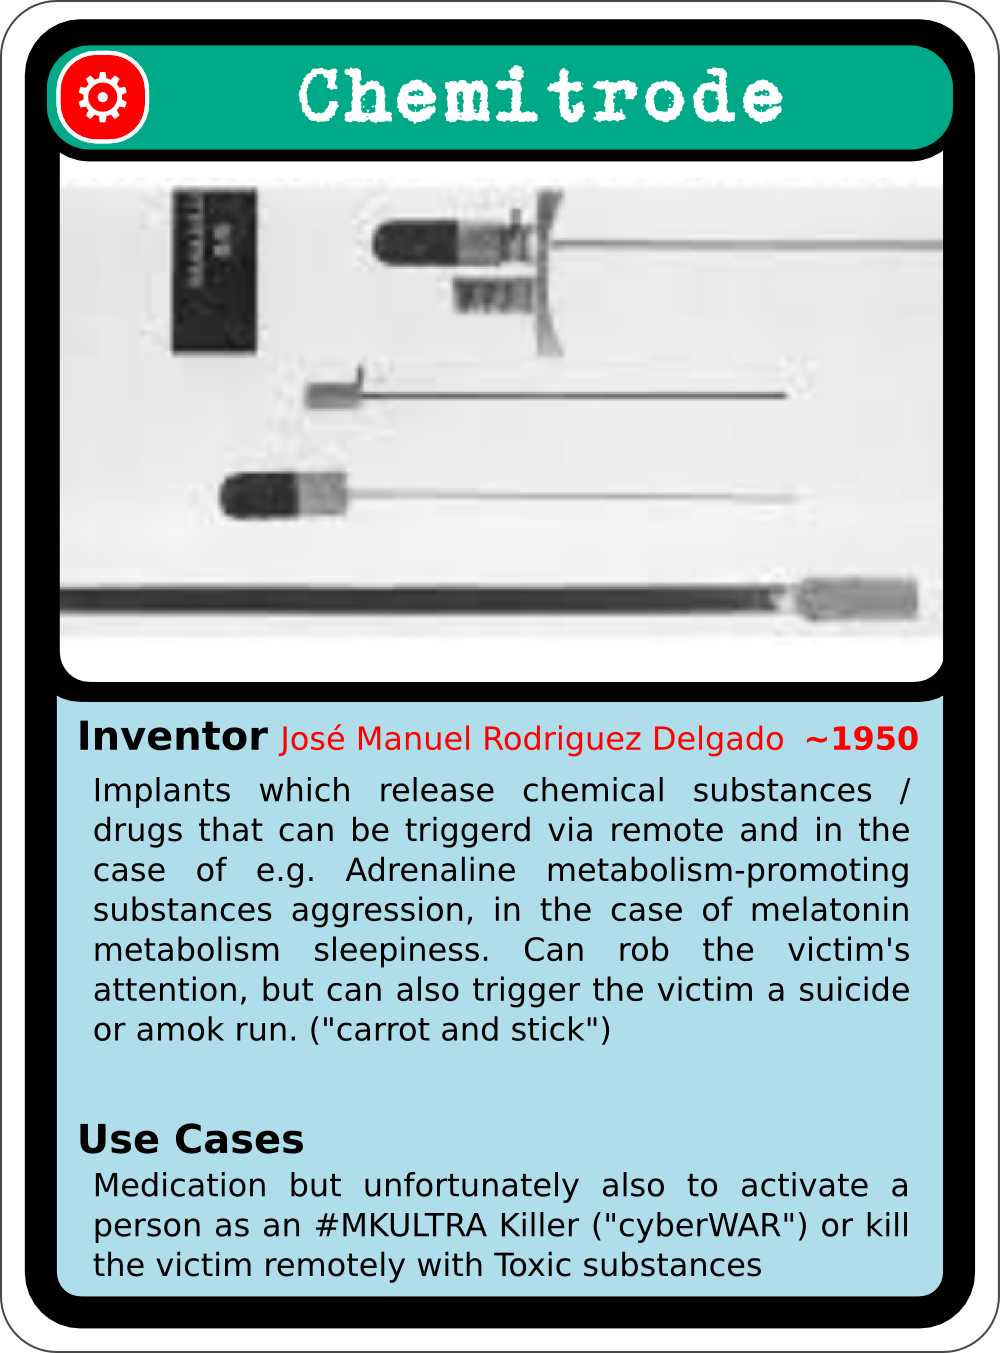 Chemitrode
Inventor José Manuel Rodriguez Delgado ~1950
Implants which release chemical substances /
drugs that can be triggerd via remote and in the
case of e.g. Adrenaline metabolism-promoting
substances aggression, in the case of melatonin
metabolism sleepiness. Can rob the victim's
attention, but can also trigger the victim a suicide
or amok run. ("carrot and stick")
Use Cases
Medication but unfortunately also to activate a
person as an #MKULTRA Killer ("cyberWAR") or kill
the victim remotely with Toxic substances